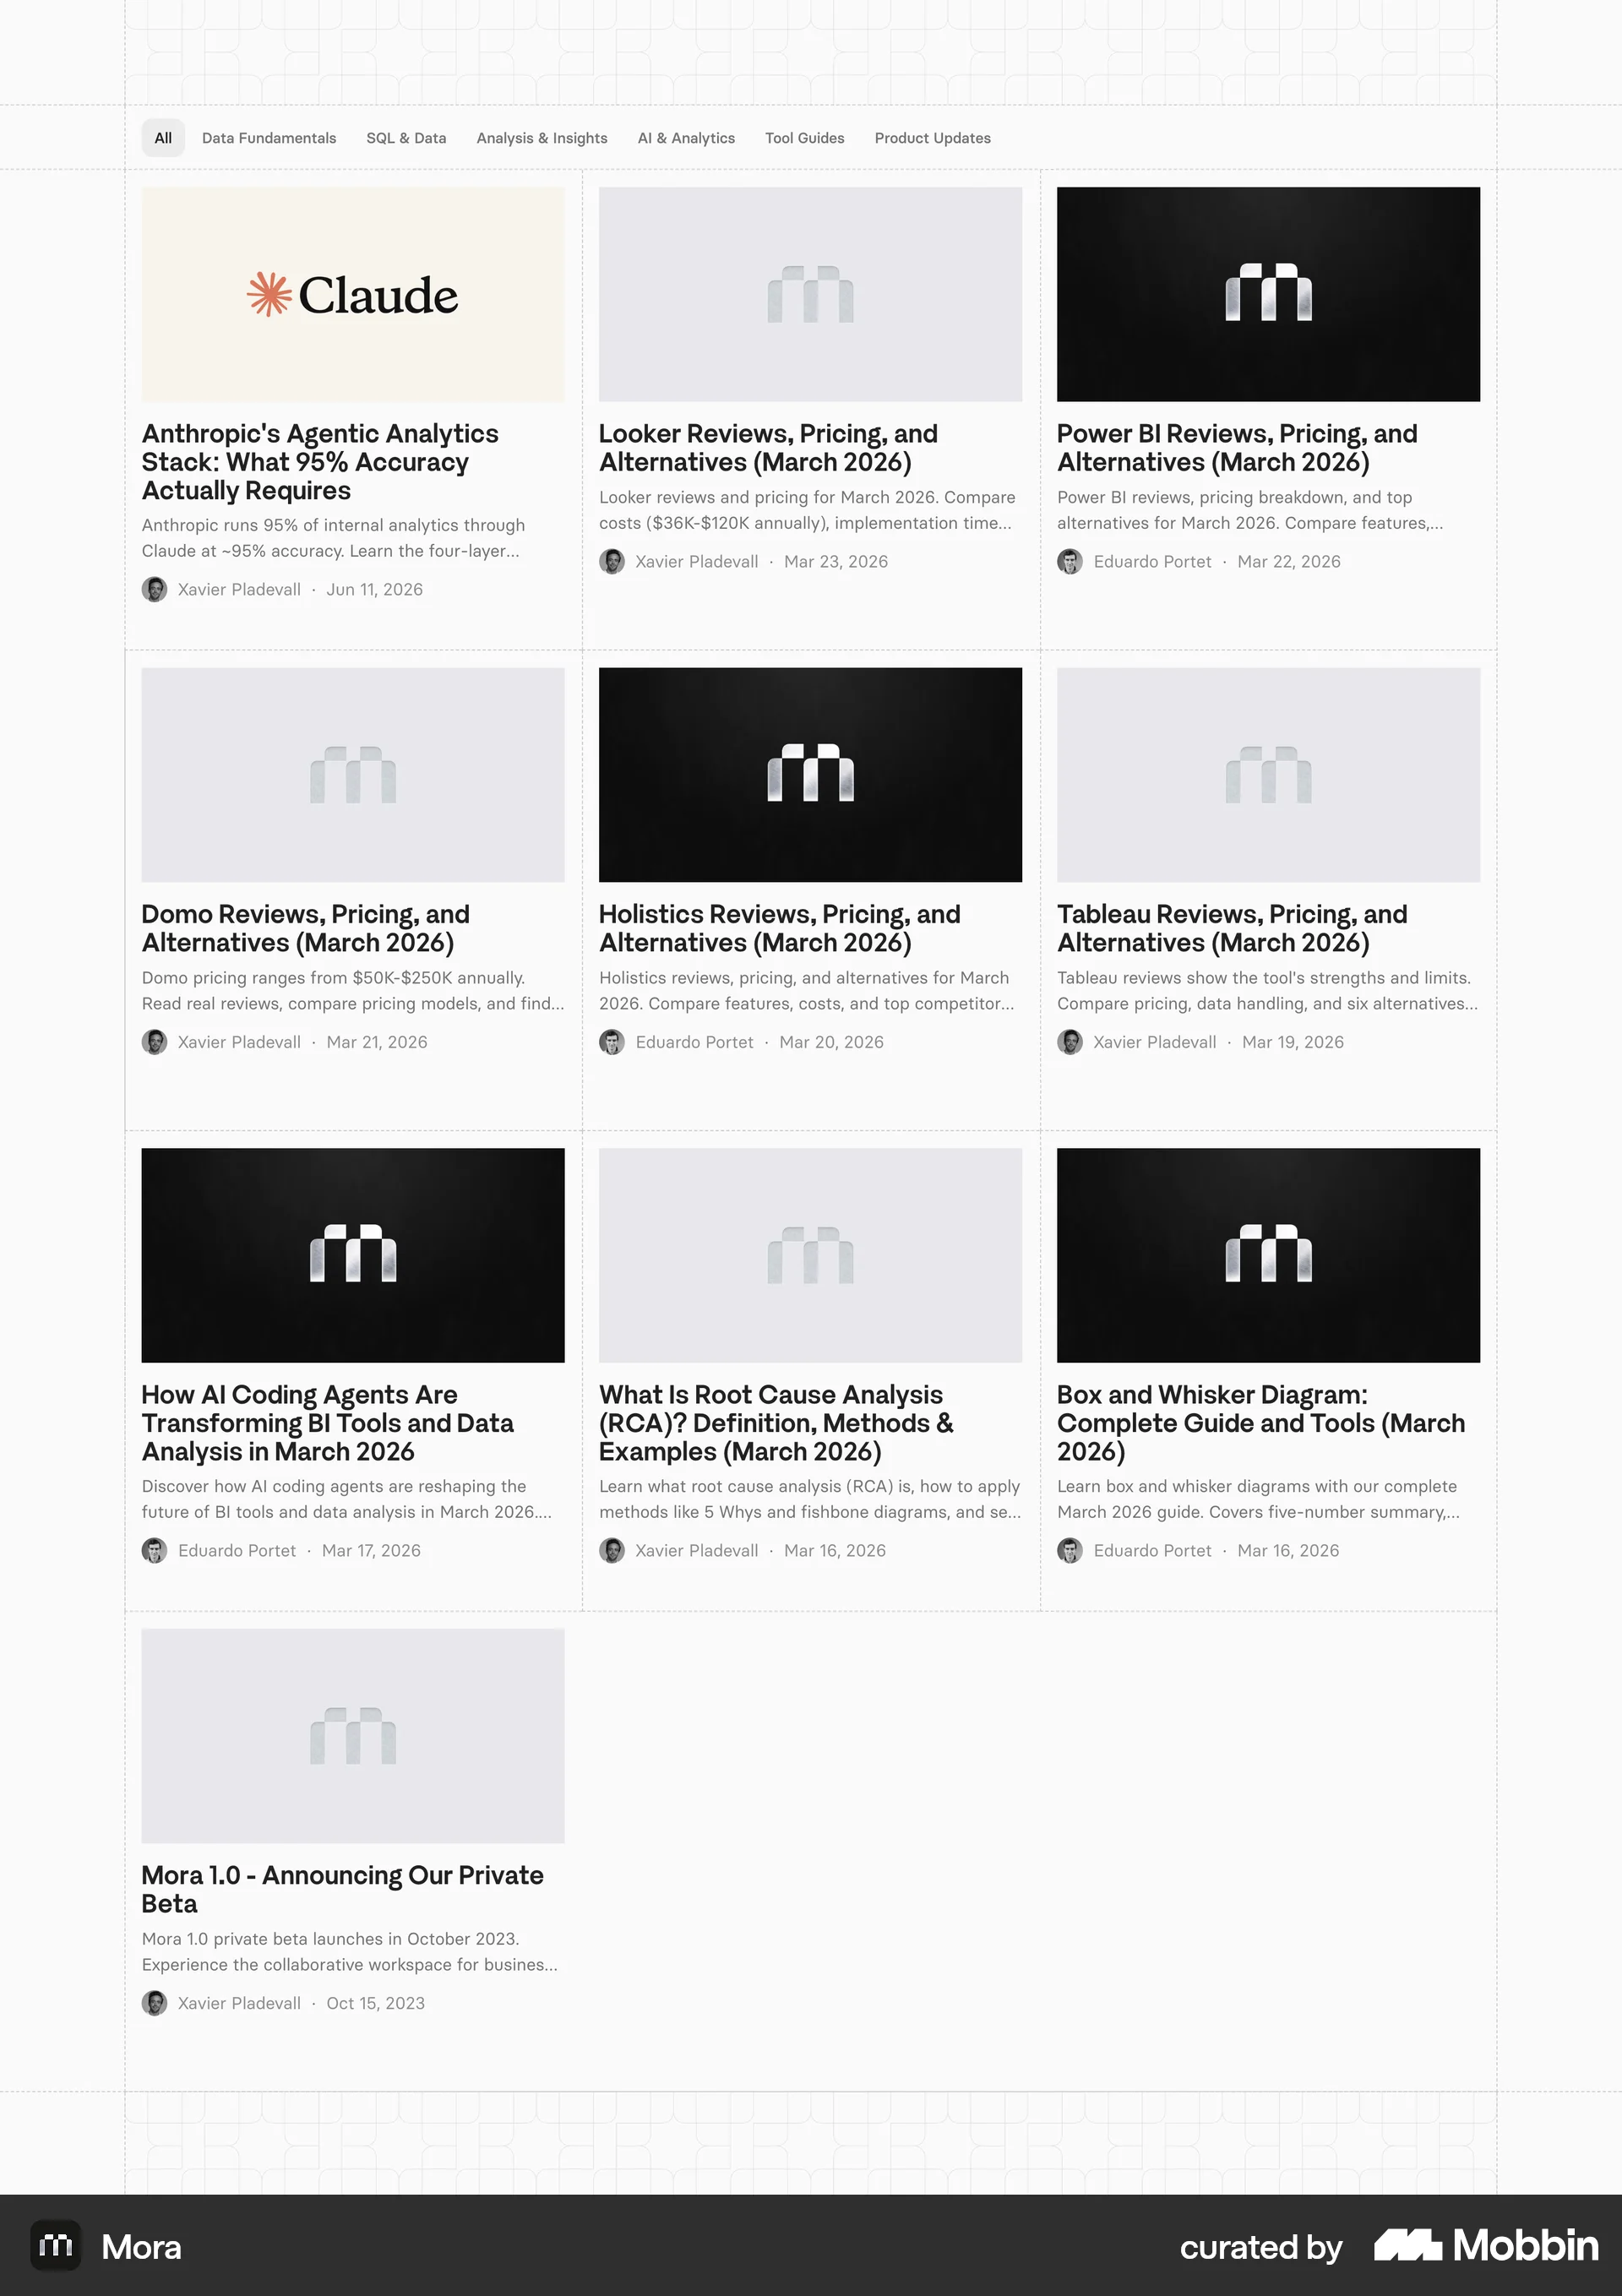 All
Data Fundamentals
SQL & Data
Analysis & Insights
AI & Analytics
Tool Guides
Product Updates
Claude
Anthropic's Agentic Analytics
Stack: What 95% Accuracy
Actually Requires
Anthropic runs 95% of internal analytics through
Claude at ~95% accuracy. Learn the four-layer...
Xavier Pladevall · Jun 11, 2026
Looker Reviews, Pricing, and
Alternatives (March 2026)
Looker reviews and pricing for March 2026. Compare
costs ($36K-$120K annually), implementation time...
Xavier Pladevall · Mar 23, 2026
Power BI Reviews, Pricing, and
Alternatives (March 2026)
Power BI reviews, pricing breakdown, and top
alternatives for March 2026. Compare features,...
Eduardo Portet · Mar 22, 2026
Domo Reviews, Pricing, and
Alternatives (March 2026)
Domo pricing ranges from $50K-$250K annually.
Read real reviews, compare pricing models, and find...
Xavier Pladevall · Mar 21, 2026
Holistics Reviews, Pricing, and
Alternatives (March 2026)
Holistics reviews, pricing, and alternatives for March
2026. Compare features, costs, and top competitor...
Eduardo Portet · Mar 20, 2026
Tableau Reviews, Pricing, and
Alternatives (March 2026)
Tableau reviews show the tool's strengths and limits.
Compare pricing, data handling, and six alternatives...
Xavier Pladevall · Mar 19, 2026
How AI Coding Agents Are
Transforming BI Tools and Data
Analysis in March 2026
Discover how AI coding agents are reshaping the
future of BI tools and data analysis in March 2026....
Eduardo Portet · Mar 17, 2026
What Is Root Cause Analysis
(RCA)? Definition, Methods &
Examples (March 2026)
Learn what root cause analysis (RCA) is, how to apply
methods like 5 Whys and fishbone diagrams, and se...
Xavier Pladevall · Mar 16, 2026
Box and Whisker Diagram:
Complete Guide and Tools (March
2026)
Learn box and whisker diagrams with our complete
March 2026 guide. Covers five-number summary,...
Eduardo Portet · Mar 16, 2026
Mora 1.0 - Announcing Our Private
Beta
Mora 1.0 private beta launches in October 2023.
Experience the collaborative workspace for busines...
Xavier Pladevall · Oct 15, 2023
Mora
curated by Mobbin